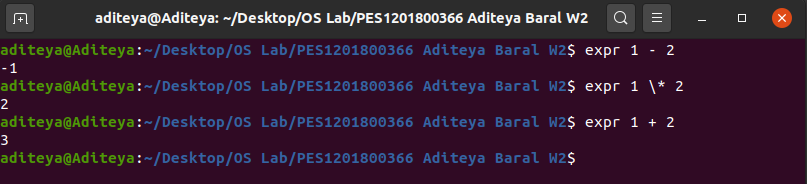 aditeya@Aditeya: ~/Desktop/OS Lab/PES1201800366 Aditeya Baral W2
aditeya@Aditeya:~/Desktop/OS Lab/PES1201800366 Aditeya Baral W2$ expr 1 - 2
-1
aditeya@Aditeya:~/Desktop/OS Lab/PES1201800366 Aditeya Baral W2$ expr 1 \* 2
2
aditeya@Aditeya:~/Desktop/OS Lab/PES1201800366 Aditeya Baral W2$ expr 1 + 2
3
aditeya@Aditeya:~/Desktop/OS Lab/PES1201800366 Aditeya Baral W2$